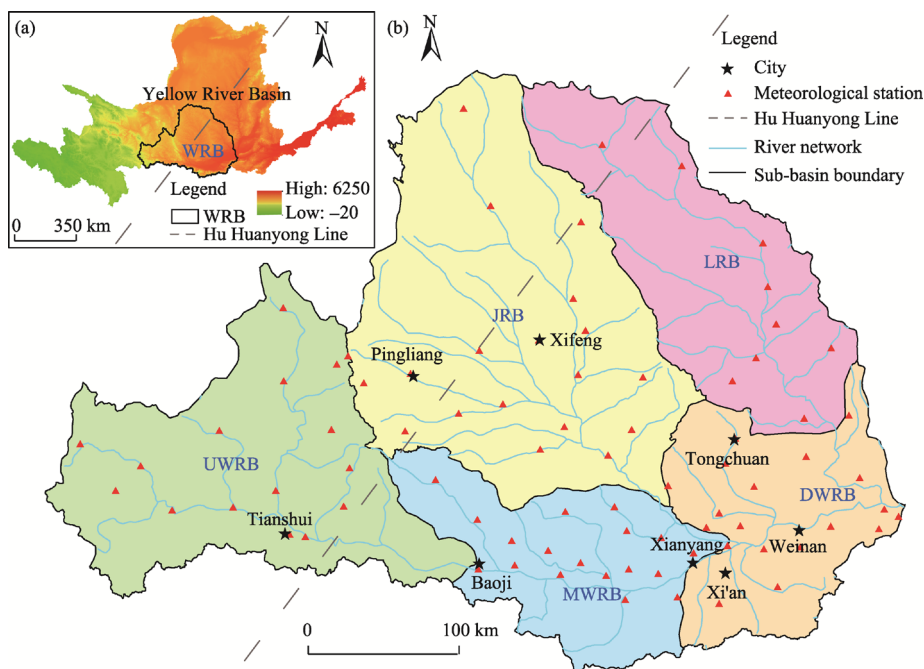 (a)
N
Yellow River Basin
WRB
Legend
WRB
Hu Huanyong Line
High: 6250
Low: –20
0 350 km
(b)
N
Legend
City
Meteorological station
Hu Huanyong Line
River network
Sub-basin boundary
LRB
JRB
Xifeng
Pingliang
UWRB
Tianshui
Tongchuan
DWRB
Weinan
Xianyang
Xi'an
Baoji
MWRB
0 100 km